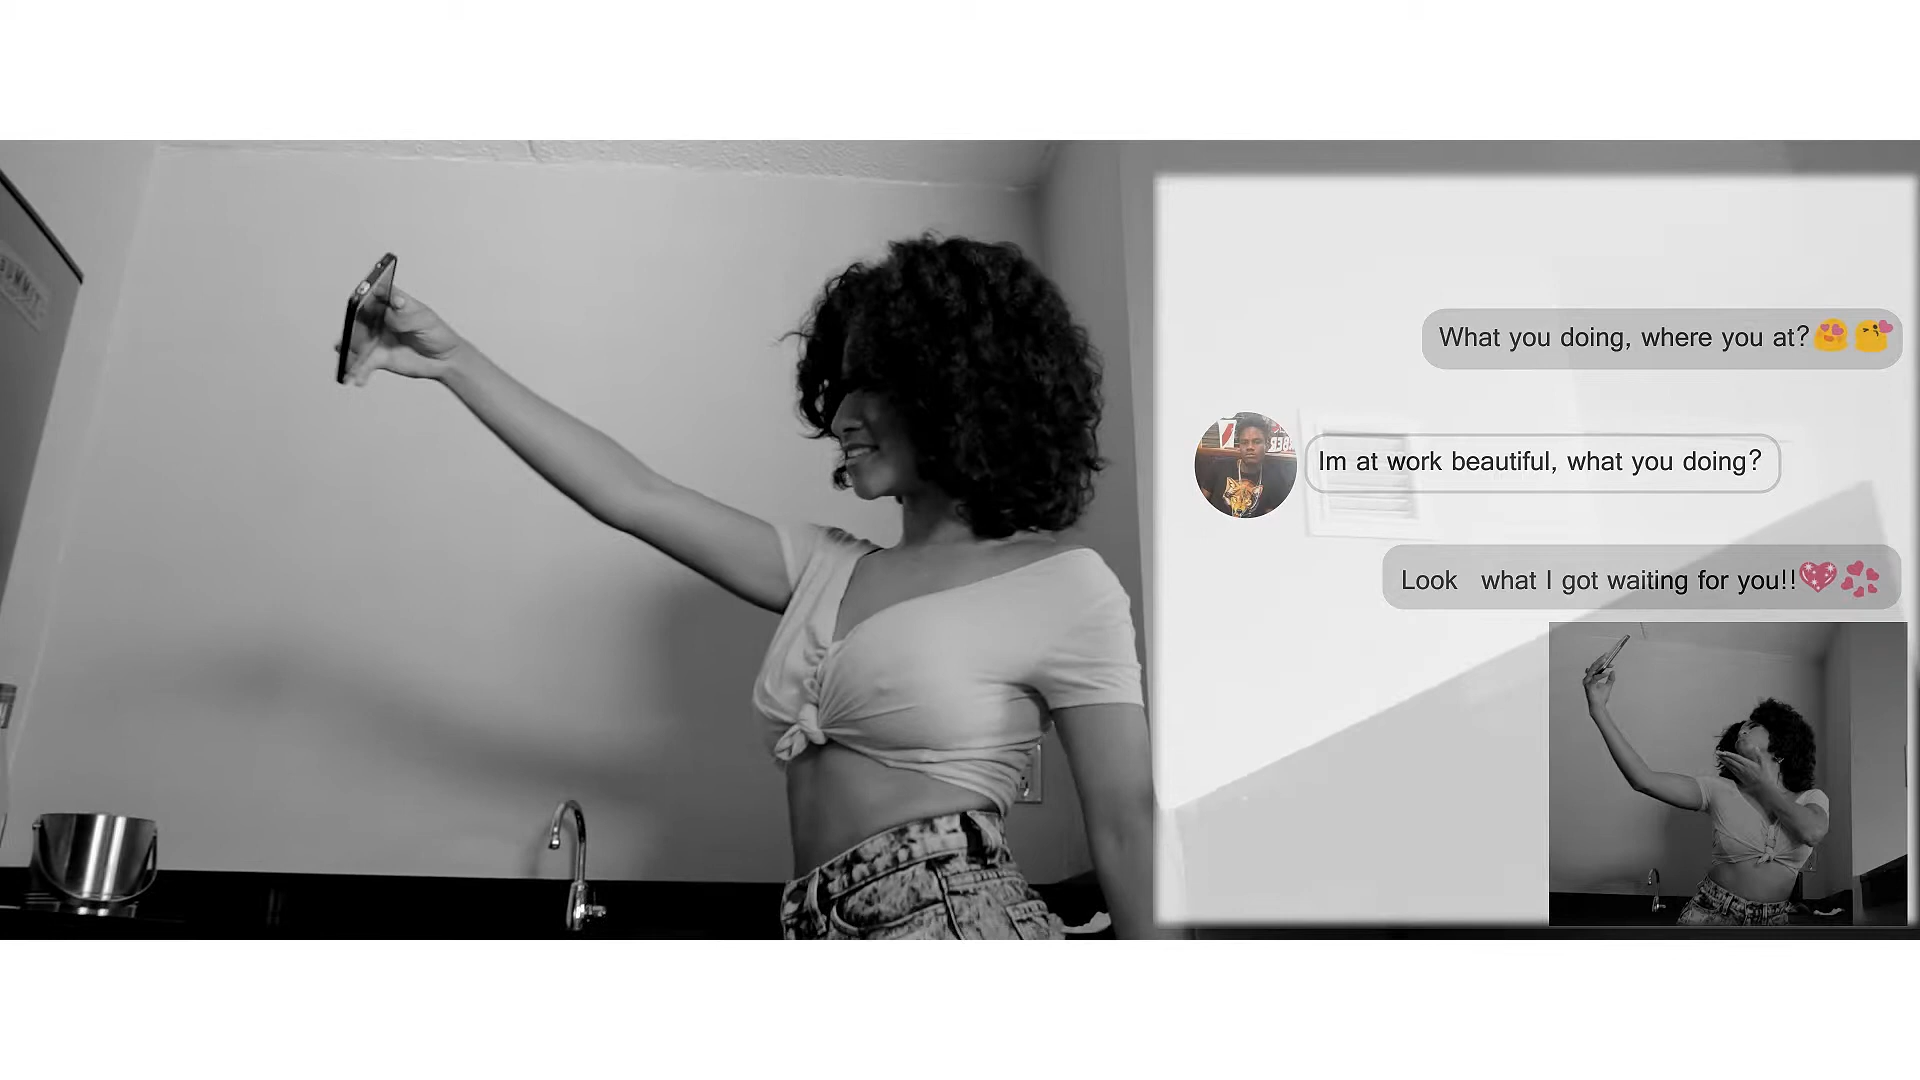 SUMMIT
What you doing, where you at?😍😘
Im at work beautiful, what you doing?
Look what I got waiting for you!!💖💞